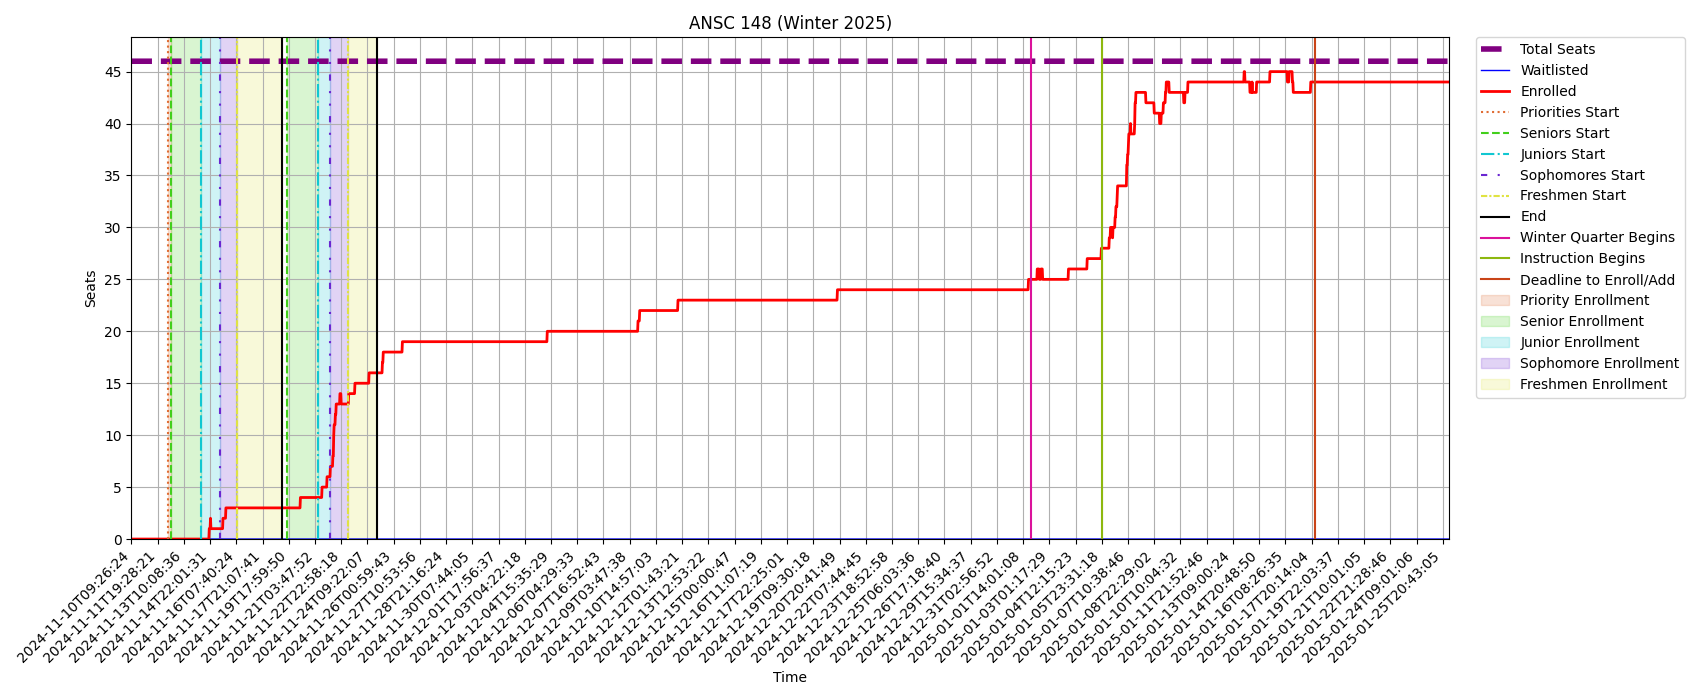 ANSC 148 (Winter 2025)
Seats
45
40
35
30
25
20
15
10
5
0
2024-11-10T09:26:24
2024-11-11T19:28:21
2024-11-13T10:08:36
2024-11-14T22:01:31
2024-11-16T07:40:24
2024-11-17T21:07:41
2024-11-19T17:59:50
2024-11-21T03:47:52
2024-11-22T22:58:18
2024-11-24T09:22:07
2024-11-26T00:59:43
2024-11-27T10:53:56
2024-11-28T21:16:24
2024-11-30T07:44:05
2024-12-01T17:56:37
2024-12-03T04:22:18
2024-12-04T15:35:29
2024-12-06T04:29:33
2024-12-07T16:52:43
2024-12-09T03:47:38
2024-12-10T14:57:03
2024-12-12T01:43:21
2024-12-13T12:53:22
2024-12-15T00:00:47
2024-12-16T11:07:19
2024-12-17T22:25:01
2024-12-19T09:30:18
2024-12-20T20:41:49
2024-12-22T07:44:45
2024-12-23T18:52:58
2024-12-25T06:03:36
2024-12-26T17:18:40
2024-12-29T15:34:37
2024-12-31T02:56:52
2025-01-01T14:01:08
2025-01-03T01:17:29
2025-01-04T12:15:23
2025-01-05T23:31:18
2025-01-07T10:38:46
2025-01-08T22:29:02
2025-01-10T10:04:32
2025-01-11T21:52:46
2025-01-13T09:00:24
2025-01-14T20:48:50
2025-01-16T08:26:35
2025-01-17T20:14:04
2025-01-19T22:03:37
2025-01-21T10:01:05
2025-01-22T21:28:46
2025-01-24T09:01:06
2025-01-25T20:43:05
Time
Total Seats
Waitlisted
Enrolled
Priorities Start
Seniors Start
Juniors Start
Sophomores Start
Freshmen Start
End
Winter Quarter Begins
Instruction Begins
Deadline to Enroll/Add
Priority Enrollment
Senior Enrollment
Junior Enrollment
Sophomore Enrollment
Freshmen Enrollment